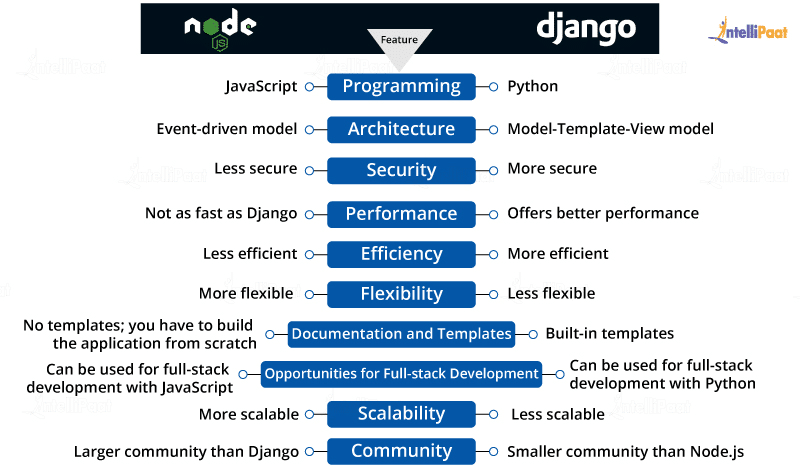 node
JS
Feature
django
IntelliPaat
JavaScript
Programming
Python
Event-driven model
Architecture
Model-Template-View model
Less secure
Security
More secure
Not as fast as Django
Performance
Offers better performance
Less efficient
Efficiency
More efficient
More flexible
Flexibility
Less flexible
No templates; you have to build
the application from scratch
Documentation and Templates
Built-in templates
Can be used for full-stack
development with JavaScript
Opportunities for Full-stack Development
Can be used for full-stack
development with Python
More scalable
Scalability
Less scalable
Larger community than Django
Community
Smaller community than Node.js